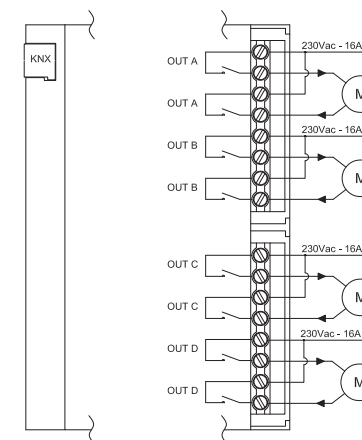 KNX
OUT A
230Vac - 16A
OUT A
M
OUT B
230Vac - 16A
OUT B
M
OUT C
230Vac - 16A
OUT C
M
OUT D
230Vac - 16A
OUT D
M